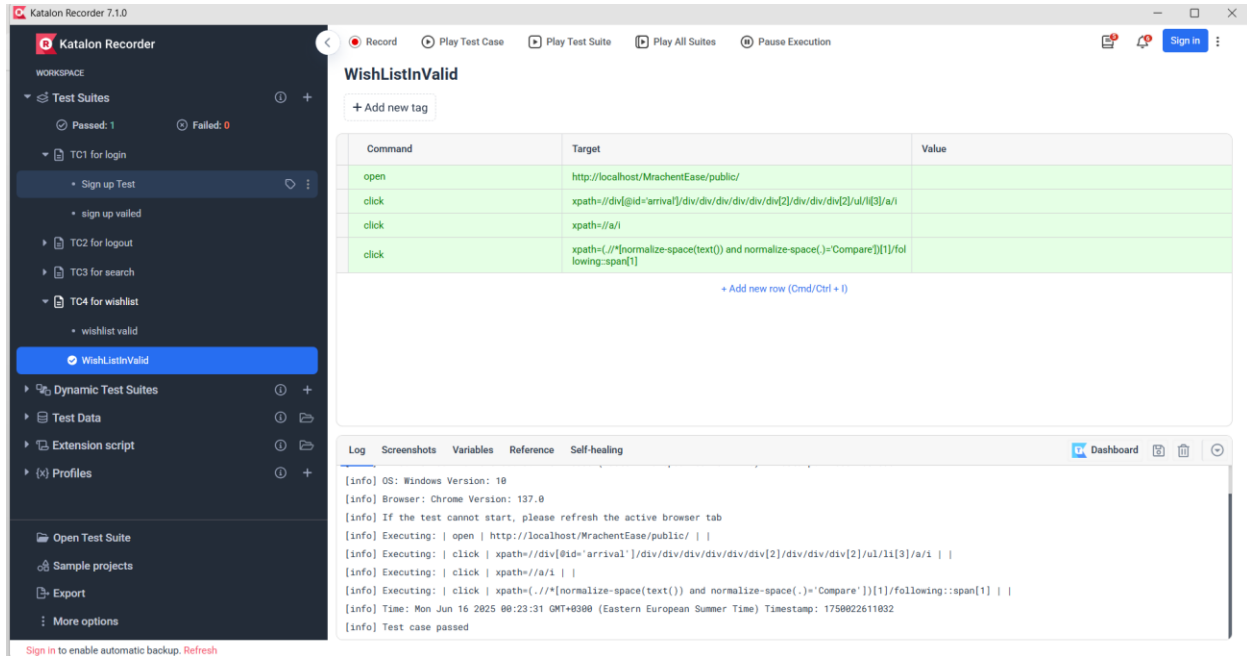 Katalon Recorder 7.1.0
Katalon Recorder
WORKSPACE
Test Suites
Passed: 1 Failed: 0
TC1 for login
Sign up Test
sign up vailed
TC2 for logout
TC3 for search
TC4 for wishlist
wishlist valid
WishListInValid
Dynamic Test Suites
Test Data
Extension script
{x} Profiles
Open Test Suite
Sample projects
Export
More options
Sign in to enable automatic backup. Refresh
Record Play Test Case Play Test Suite Play All Suites Pause Execution Sign in
WishListInValid
+ Add new tag
Command Target Value
open http://localhost/MrachentEase/public/
click xpath=//div[@id='arrival']/div/div/div/div/div/div[2]/div/div/div[2]/ul/li[3]/a/i
click xpath=//a/i
click xpath=(.//*[normalize-space(text()) and normalize-space(.)='Compare'])[1]/fol
lowing::span[1]
+ Add new row (Cmd/Ctrl + I)
Log Screenshots Variables Reference Self-healing Dashboard
[info] OS: Windows Version: 10
[info] Browser: Chrome Version: 137.0
[info] If the test cannot start, please refresh the active browser tab
[info] Executing: | open | http://localhost/MrachentEase/public/ | |
[info] Executing: | click | xpath=//div[@id='arrival']/div/div/div/div/div/div[2]/div/div/div[2]/ul/li[3]/a/i | |
[info] Executing: | click | xpath=//a/i | |
[info] Executing: | click | xpath=(.//*[normalize-space(text()) and normalize-space(.)='Compare'])[1]/following::span[1] | |
[info] Time: Mon Jun 16 2025 00:23:31 GMT+0300 (Eastern European Summer Time) Timestamp: 1750022611032
[info] Test case passed